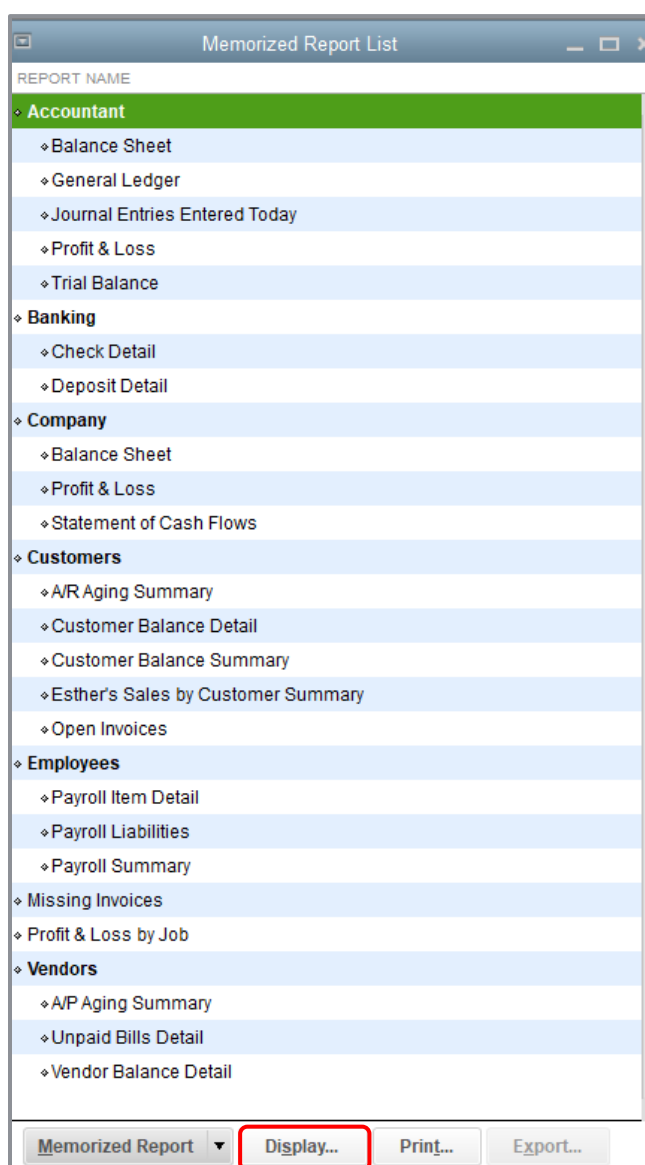 Memorized Report List
REPORT NAME
Accountant
Balance Sheet
General Ledger
Journal Entries Entered Today
Profit & Loss
Trial Balance
Banking
Check Detail
Deposit Detail
Company
Balance Sheet
Profit & Loss
Statement of Cash Flows
Customers
A/R Aging Summary
Customer Balance Detail
Customer Balance Summary
Esther's Sales by Customer Summary
Open Invoices
Employees
Payroll Item Detail
Payroll Liabilities
Payroll Summary
Missing Invoices
Profit & Loss by Job
Vendors
A/P Aging Summary
Unpaid Bills Detail
Vendor Balance Detail
Memorized Report Display... Print... Export...